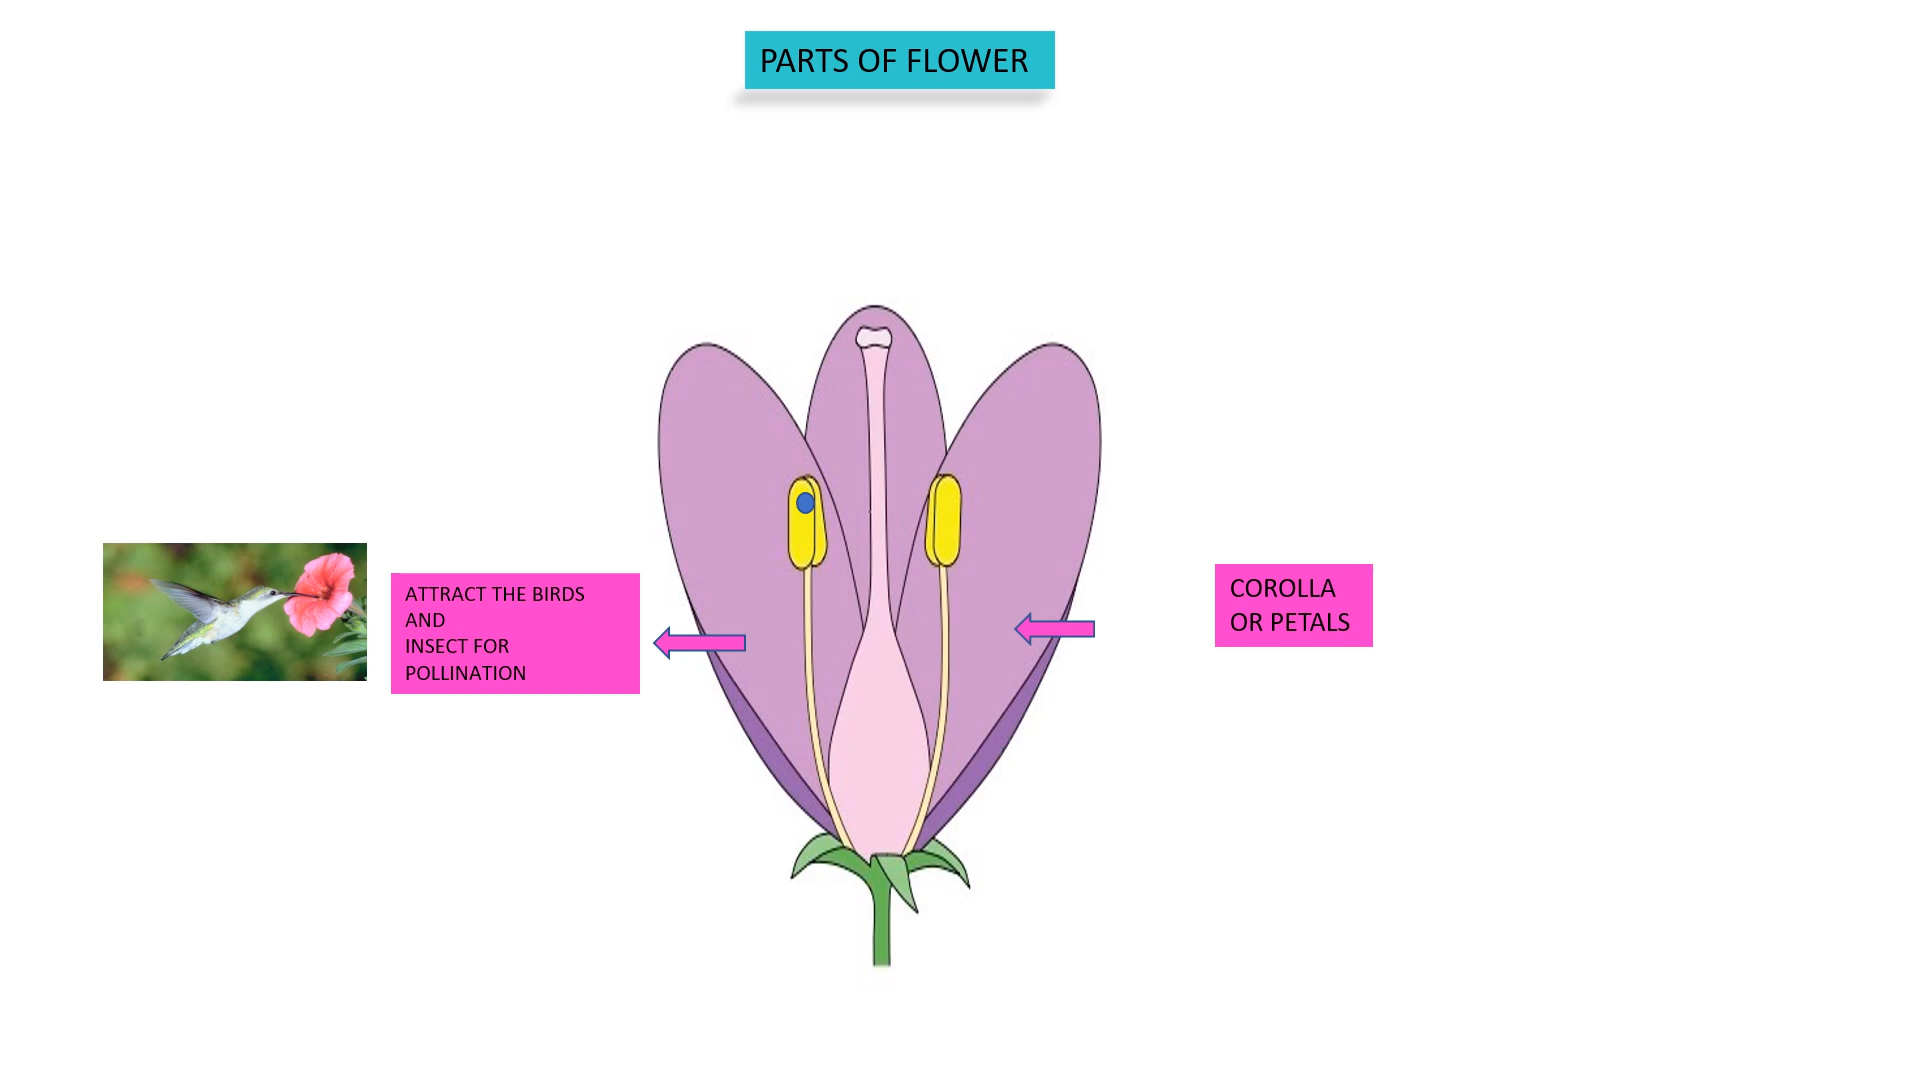 PARTS OF FLOWER
ATTRACT THE BIRDS
AND
INSECT FOR
POLLINATION
COROLLA
OR PETALS